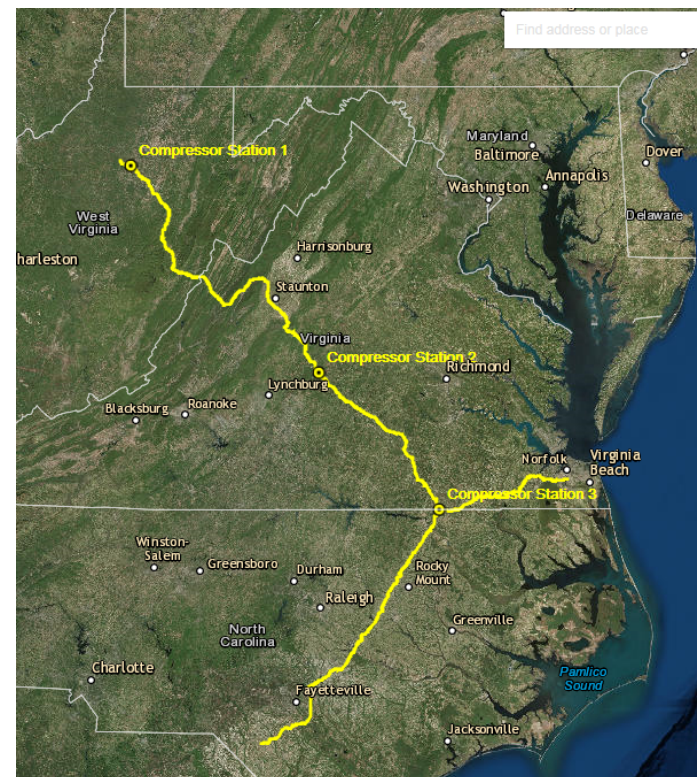 Find address or place
Maryland
Baltimore
Dover
Compressor Station 1
Annapolis
Washington
West
Virginia
Delaware
Harrisonburg
harleston
Staunton
Virginia
Compressor Station 2
Richmond
Lynchburg
Blacksburg
Roanoke
Norfolk
Virginia
Beach
Compressor Station 3
Winston-
Salem
Greensboro
Durham
Rocky
Mount
Raleigh
Greenville
North
Carolina
Charlotte
Pamlico
Sound
Fayetteville
Jacksonville